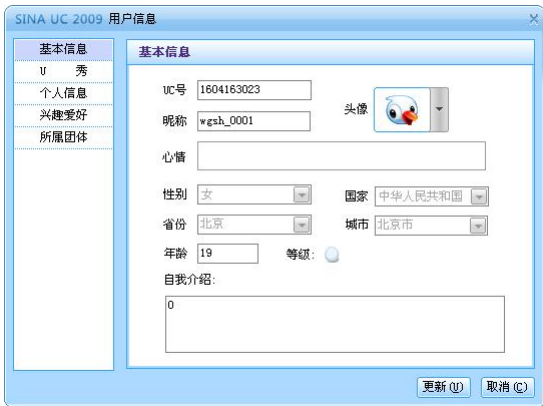 SINA UC 2009 用户信息
基本信息
U 秀
个人信息
兴趣爱好
所属团体
基本信息
UC号 1604163023
头像
昵称 wgsh_0001
心情
性别 女 国家 中华人民共和国
省份 北京 城市 北京市
年龄 19 等级:
自我介绍:
0
更新(U) 取消(C)